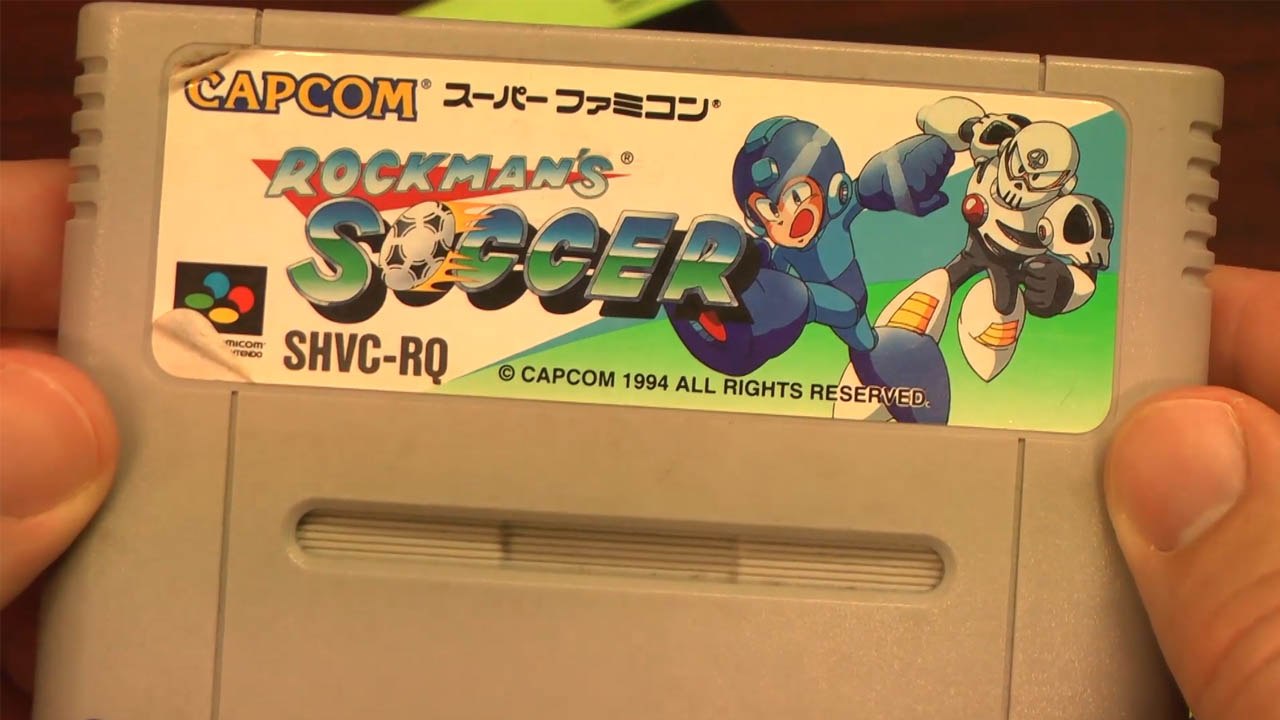 CAPCOM® スーパーファミコン®
ROCKMAN'S®
SOCCER
SHVC-RQ
© CAPCOM 1994 ALL RIGHTS RESERVED.